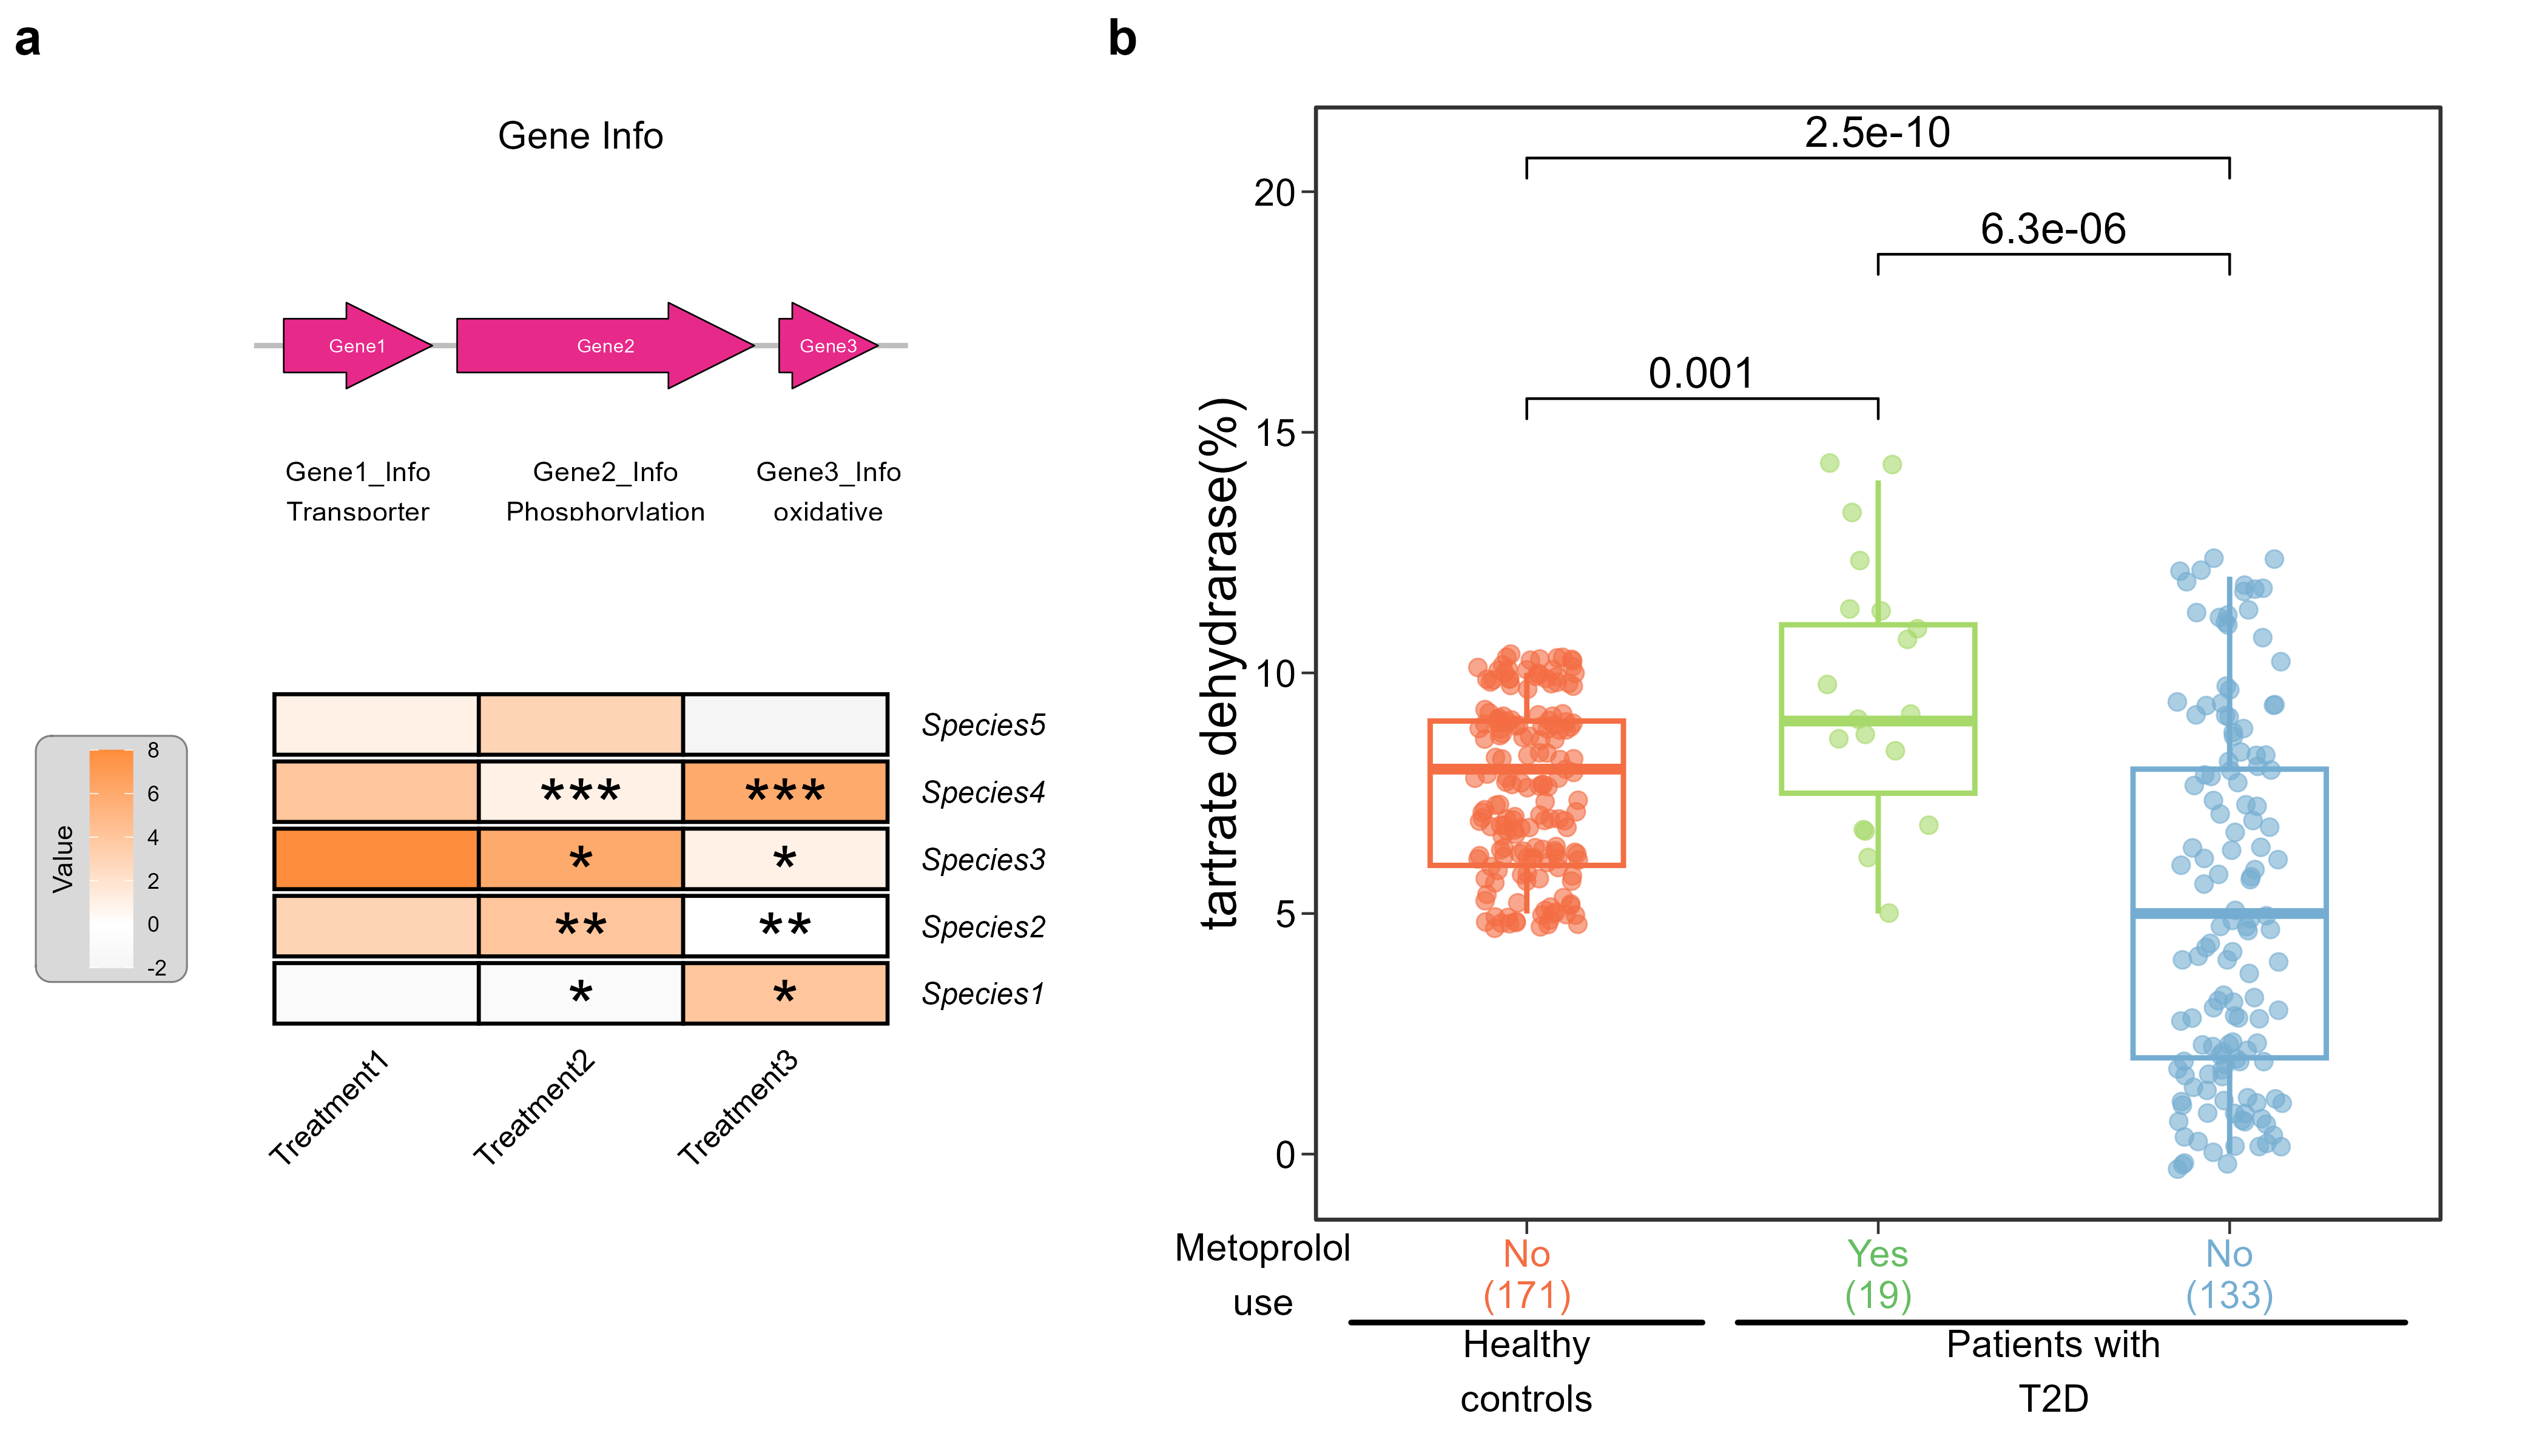 a
Gene Info
Gene1 Gene2 Gene3
Gene1_Info Gene2_Info Gene3_Info
Transporter Phosphorylation oxidative
Value
8
6
4
2
0
-2
Species5
*** *** Species4
* * Species3
** ** Species2
* * Species1
Treatment1 Treatment2 Treatment3
b
tartrate dehydrarase(%)
20
15
10
5
0
2.5e-10
6.3e-06
0.001
Metoprolol
use
No Yes No
(171) (19) (133)
Healthy
controls
Patients with
T2D